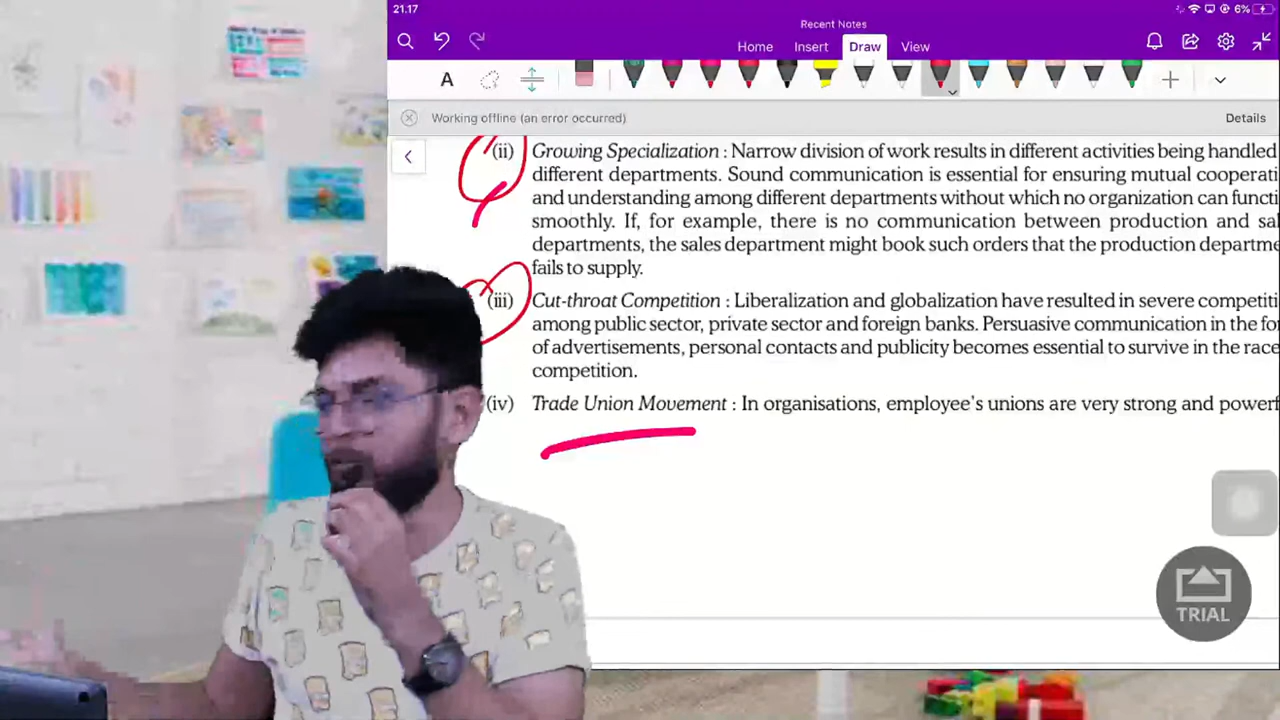 21.17
Recent Notes
6%
Home Insert Draw View
A
Working offline (an error occurred)
Details
(ii) Growing Specialization : Narrow division of work results in different activities being handled
different departments. Sound communication is essential for ensuring mutual cooperati
and understanding among different departments without which no organization can functi
smoothly. If, for example, there is no communication between production and sal
departments, the sales department might book such orders that the production departme
fails to supply.
(iii) Cut-throat Competition : Liberalization and globalization have resulted in severe competiti
among public sector, private sector and foreign banks. Persuasive communication in the fo
of advertisements, personal contacts and publicity becomes essential to survive in the race
competition.
(iv) Trade Union Movement : In organisations, employee's unions are very strong and powerf
TRIAL